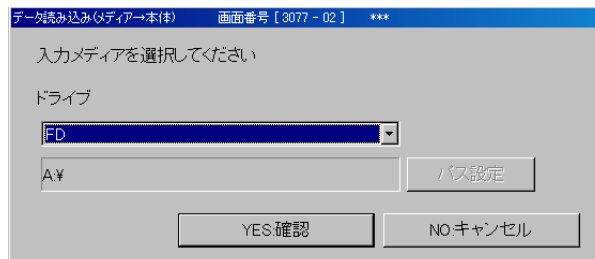 データ読み込み(メディア→本体) 画面番号 [ 3077 - 02 ] ***
入力メディアを選択してください
ドライブ
FD
A:¥ パス設定
YES:確認 NO:キャンセル